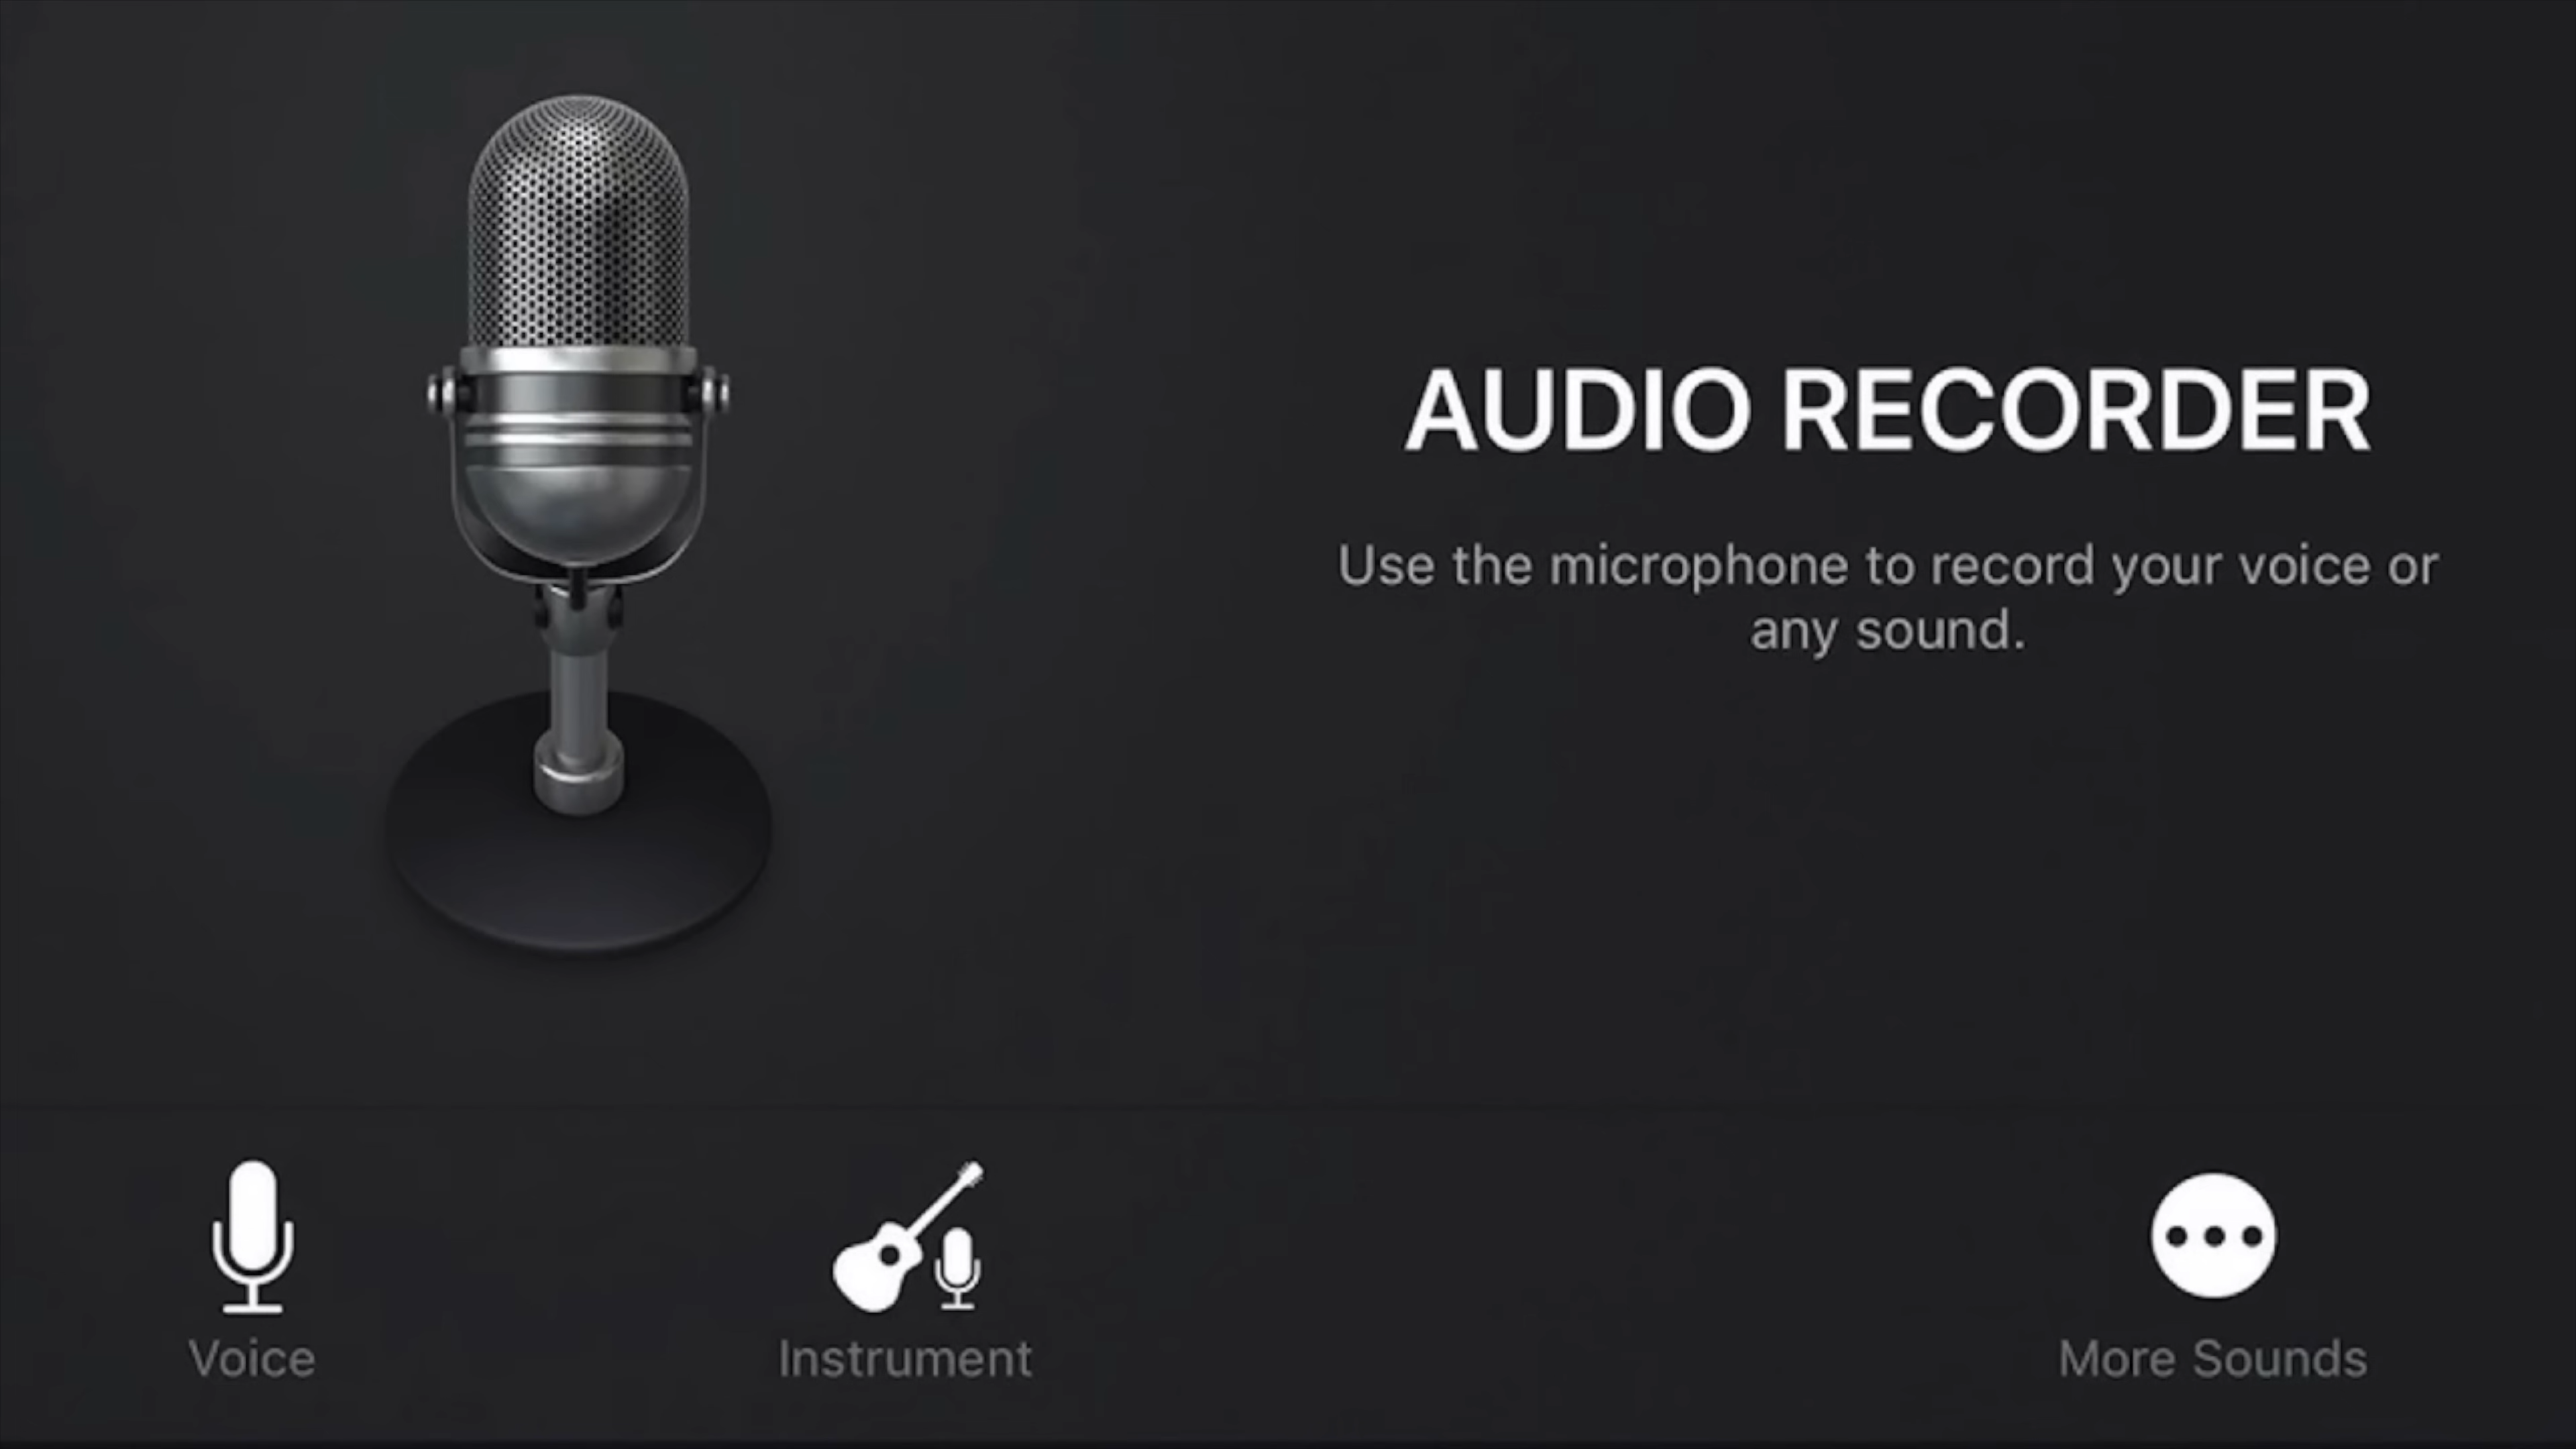 AUDIO RECORDER
Use the microphone to record your voice or
any sound.
Voice
Instrument
More Sounds